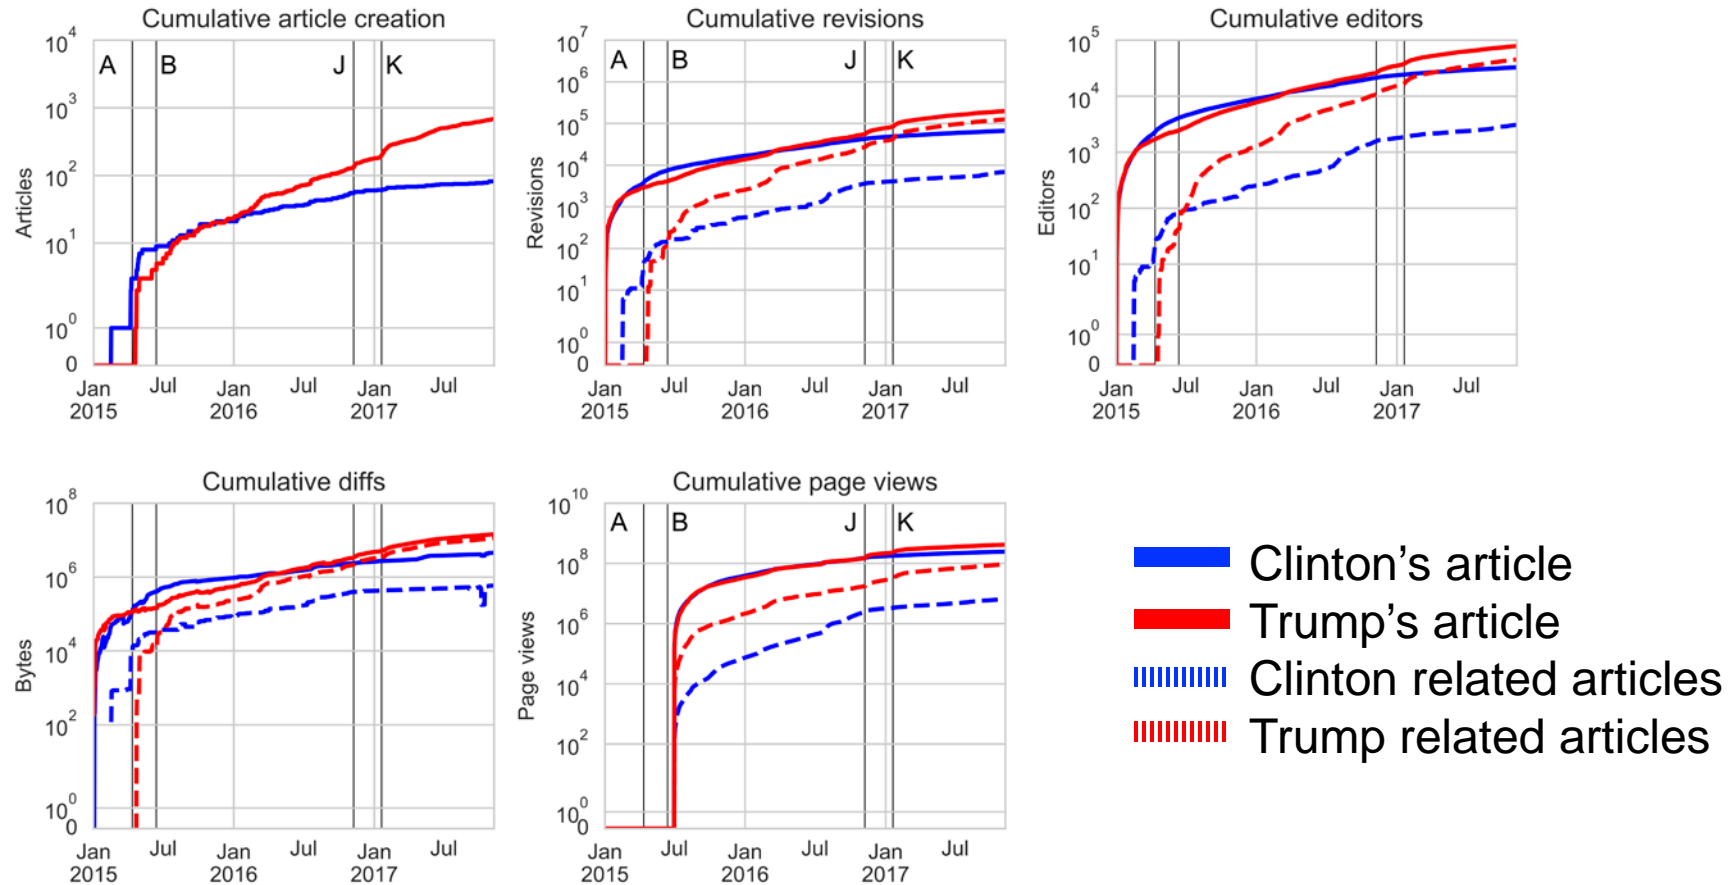 Cumulative article creation
Articles
10^4
10^3
10^2
10^1
10^0
0
A B J K
Jan Jul Jan Jul Jan Jul
2015 2016 2017
Cumulative revisions
Revisions
10^7
10^6
10^5
10^4
10^3
10^2
10^1
10^0
0
A B J K
Jan Jul Jan Jul Jan Jul
2015 2016 2017
Cumulative editors
Editors
10^5
10^4
10^3
10^2
10^1
10^0
0
Jan Jul Jan Jul Jan Jul
2015 2016 2017
Cumulative diffs
Bytes
10^8
10^6
10^4
10^2
10^0
0
Jan Jul Jan Jul Jan Jul
2015 2016 2017
Cumulative page views
Page views
10^10
10^8
10^6
10^4
10^2
10^0
0
A B J K
Jan Jul Jan Jul Jan Jul
2015 2016 2017
Clinton’s article
Trump’s article
Clinton related articles
Trump related articles